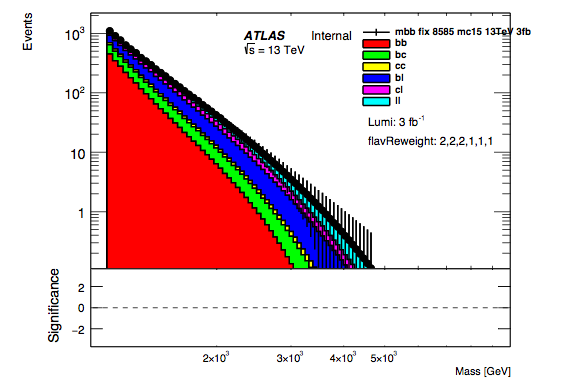 Events
10³
10²
10
1
ATLAS Internal
√s = 13 TeV
mbb fix 8585 mc15 13TeV 3fb
bb
bc
cc
bl
cl
ll
Lumi: 3 fb⁻¹
flavReweight: 2,2,2,1,1,1
Significance
2
0
−2
2×10³ 3×10³ 4×10³ 5×10³
Mass [GeV]